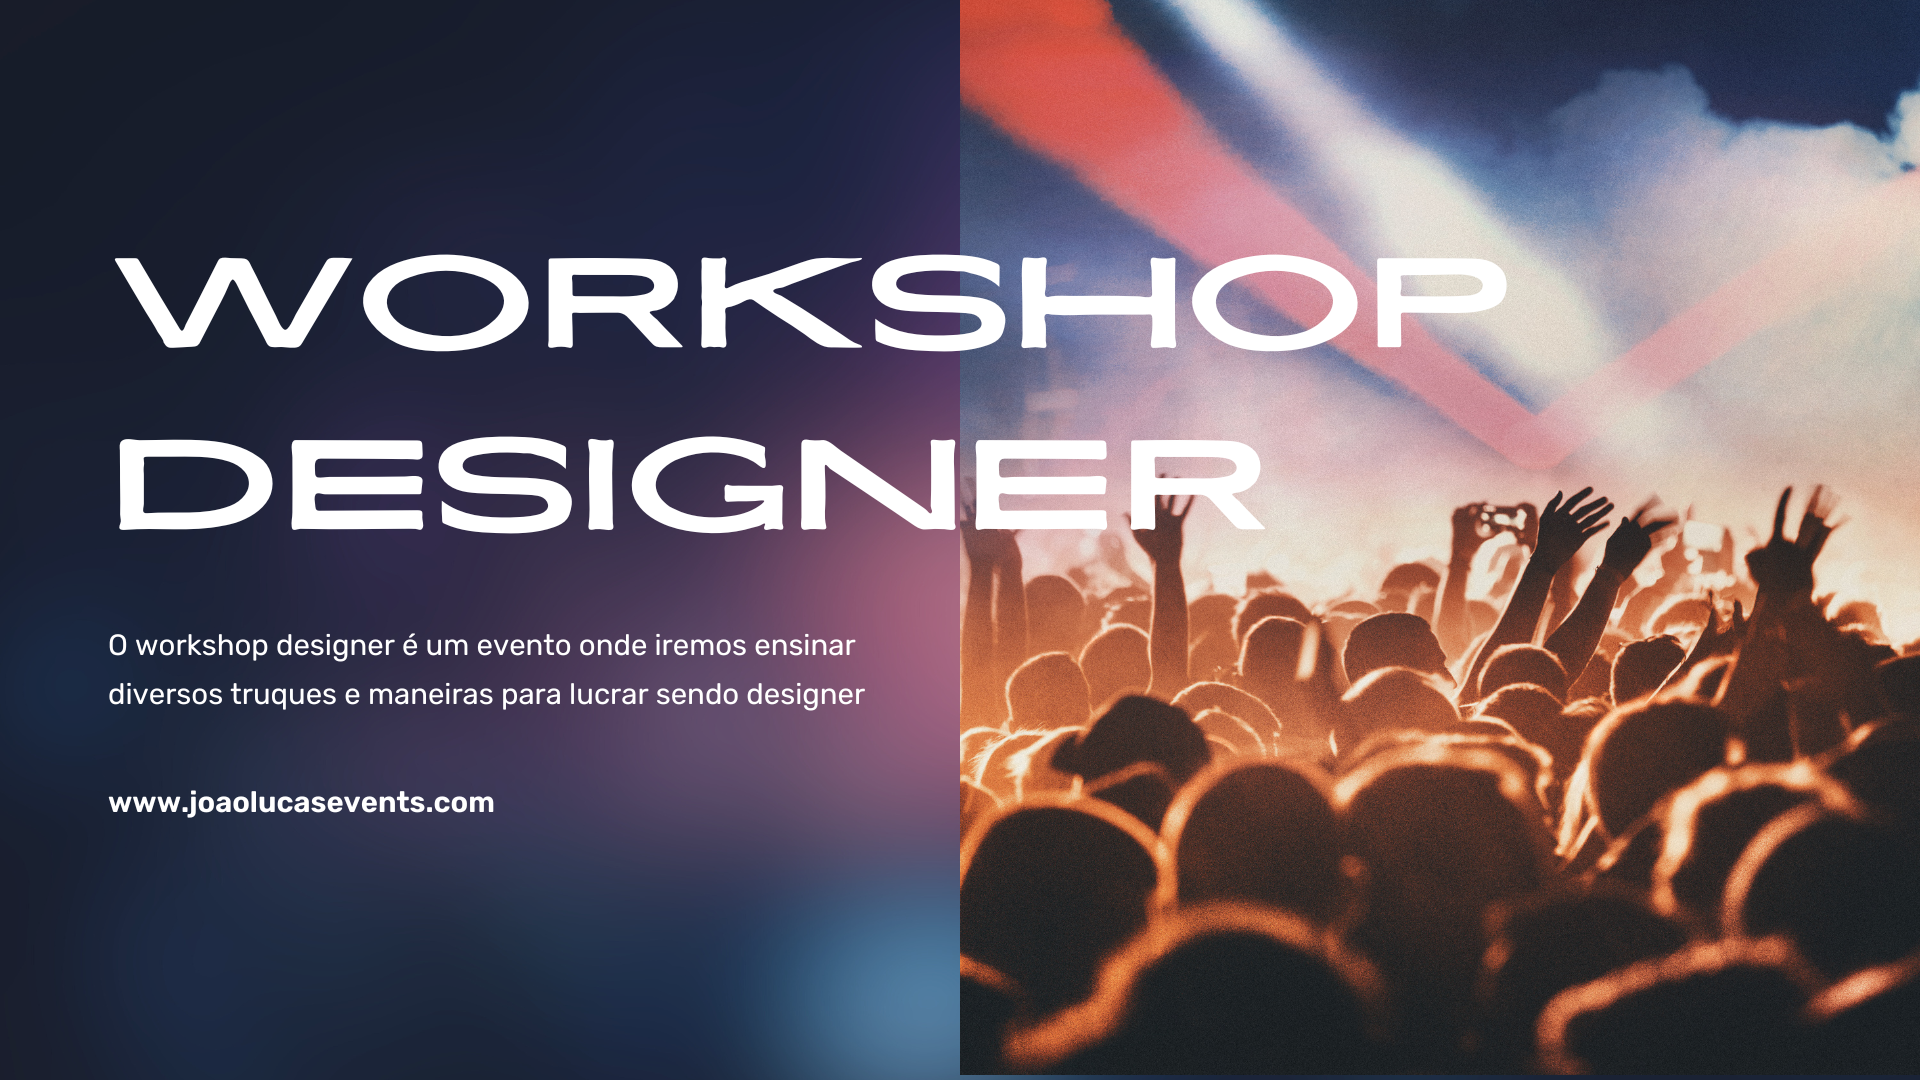 WORKSHOP
DESIGNER
O workshop designer é um evento onde iremos ensinar
diversos truques e maneiras para lucrar sendo designer
www.joaolucasevents.com